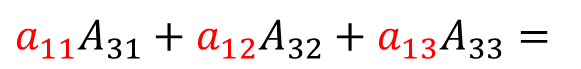 a₁₁A₃₁ + a₁₂A₃₂ + a₁₃A₃₃ =